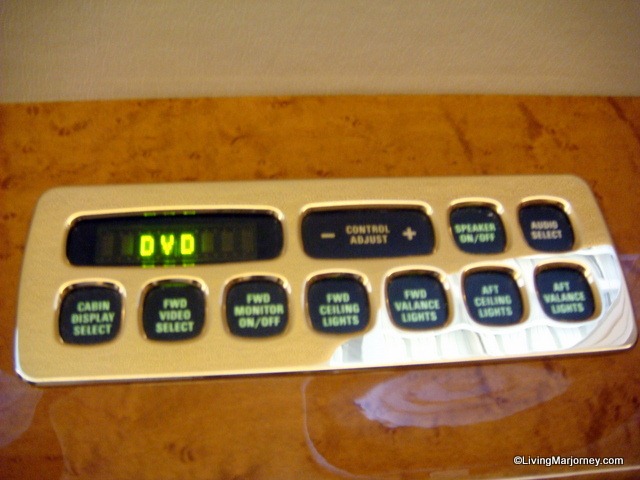 DVD
— CONTROL +
ADJUST
SPEAKER
ON/OFF
AUDIO
SELECT
CABIN
DISPLAY
SELECT
FWD
VIDEO
SELECT
FWD
MONITOR
ON/OFF
FWD
CEILING
LIGHTS
FWD
VALANCE
LIGHTS
AFT
CEILING
LIGHTS
AFT
VALANCE
LIGHTS
©LivingMarjorney.com